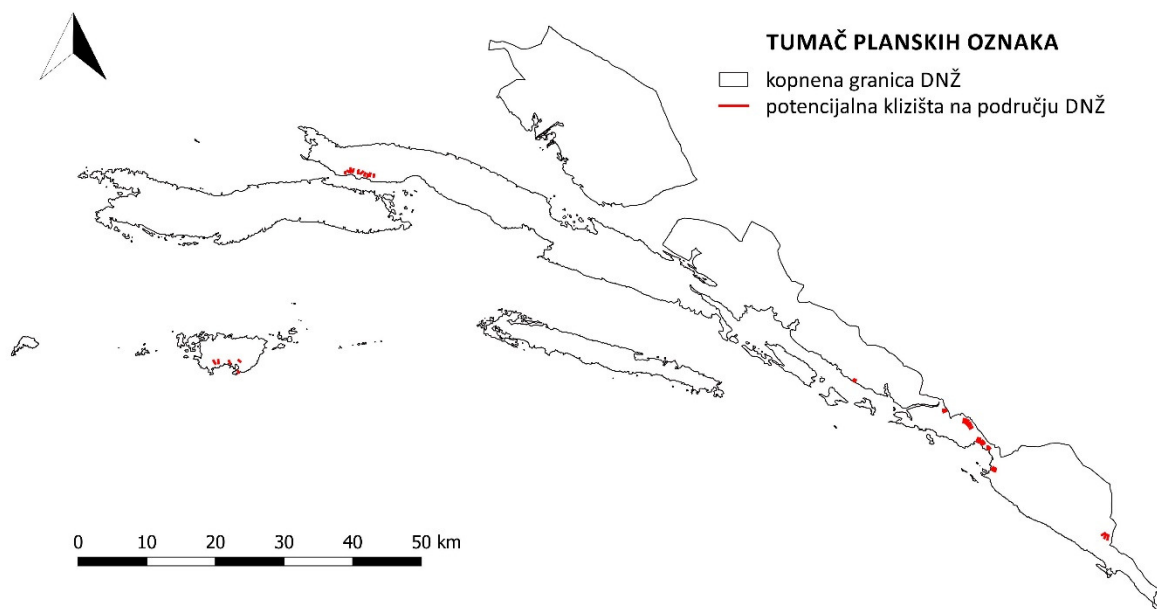 TUMAČ PLANSKIH OZNAKA
kopnena granica DNŽ
potencijalna klizišta na području DNŽ
0 10 20 30 40 50 km